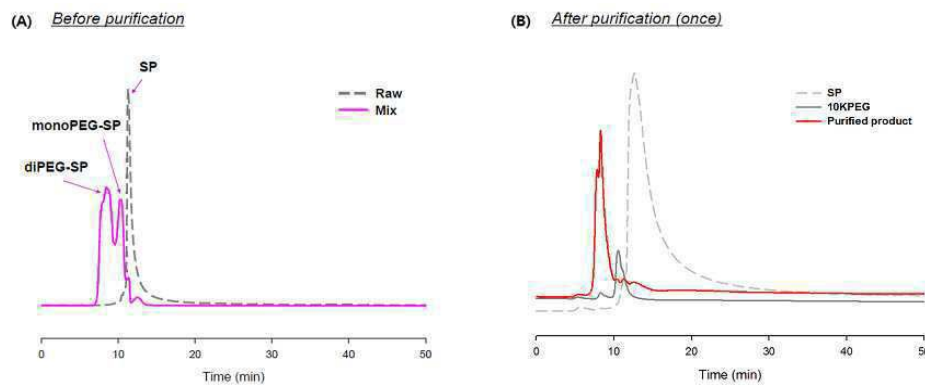 (A) Before purification
SP
Raw
Mix
monoPEG-SP
diPEG-SP
0 10 20 30 40 50
Time (min)
(B) After purification (once)
SP
10KPEG
Purified product
0 10 20 30 40 50
Time (min)